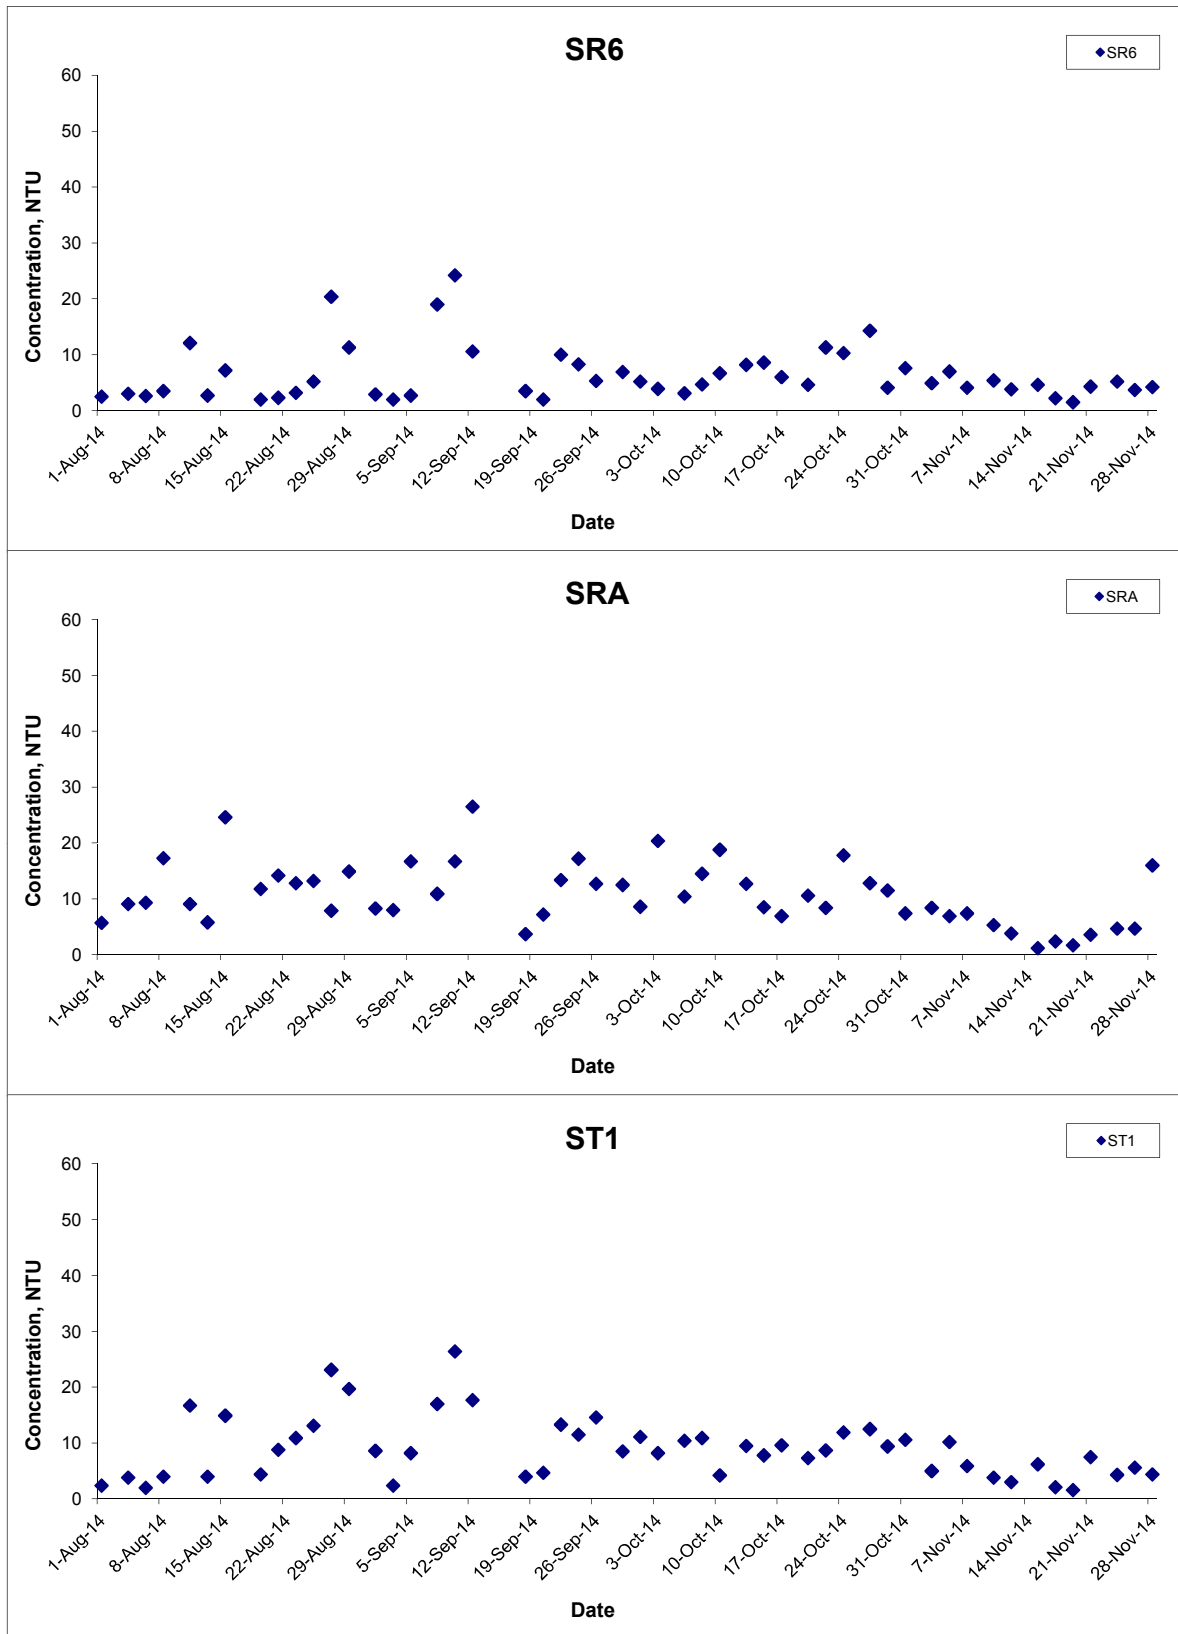 SR6
SR6
60
50
40
30
20
10
0
Concentration, NTU
1-Aug-14
8-Aug-14
15-Aug-14
22-Aug-14
29-Aug-14
5-Sep-14
12-Sep-14
19-Sep-14
26-Sep-14
3-Oct-14
10-Oct-14
17-Oct-14
24-Oct-14
31-Oct-14
7-Nov-14
14-Nov-14
21-Nov-14
28-Nov-14
Date
SRA
SRA
60
50
40
30
20
10
0
Concentration, NTU
1-Aug-14
8-Aug-14
15-Aug-14
22-Aug-14
29-Aug-14
5-Sep-14
12-Sep-14
19-Sep-14
26-Sep-14
3-Oct-14
10-Oct-14
17-Oct-14
24-Oct-14
31-Oct-14
7-Nov-14
14-Nov-14
21-Nov-14
28-Nov-14
Date
ST1
ST1
60
50
40
30
20
10
0
Concentration, NTU
1-Aug-14
8-Aug-14
15-Aug-14
22-Aug-14
29-Aug-14
5-Sep-14
12-Sep-14
19-Sep-14
26-Sep-14
3-Oct-14
10-Oct-14
17-Oct-14
24-Oct-14
31-Oct-14
7-Nov-14
14-Nov-14
21-Nov-14
28-Nov-14
Date